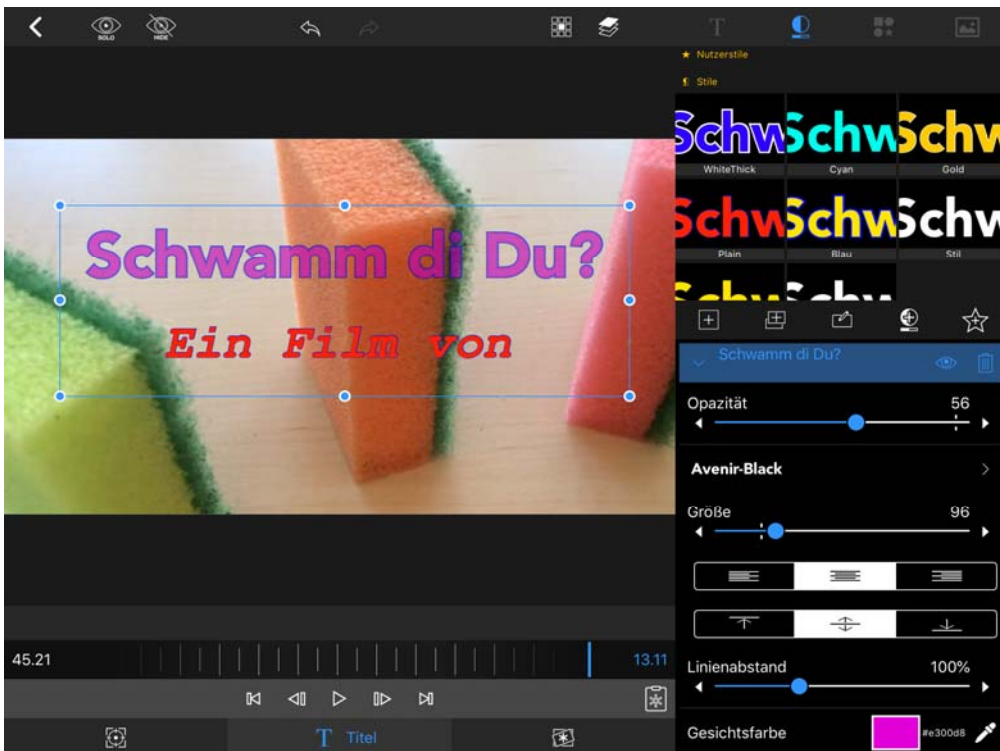 SOLO
HIDE
T
★ Nutzerstile
¶ Stile
Schw Schw Schw
WhiteThick Cyan Gold
Schw Schw Schw
Plain Blau Stil
Schw Schw
Schwamm di Du?
Ein Film von
Schwamm di Du?
Opazität 56
Avenir-Black
Größe 96
Linienabstand 100%
Gesichtsfarbe #e300d8
45.21 13.11
T Titel